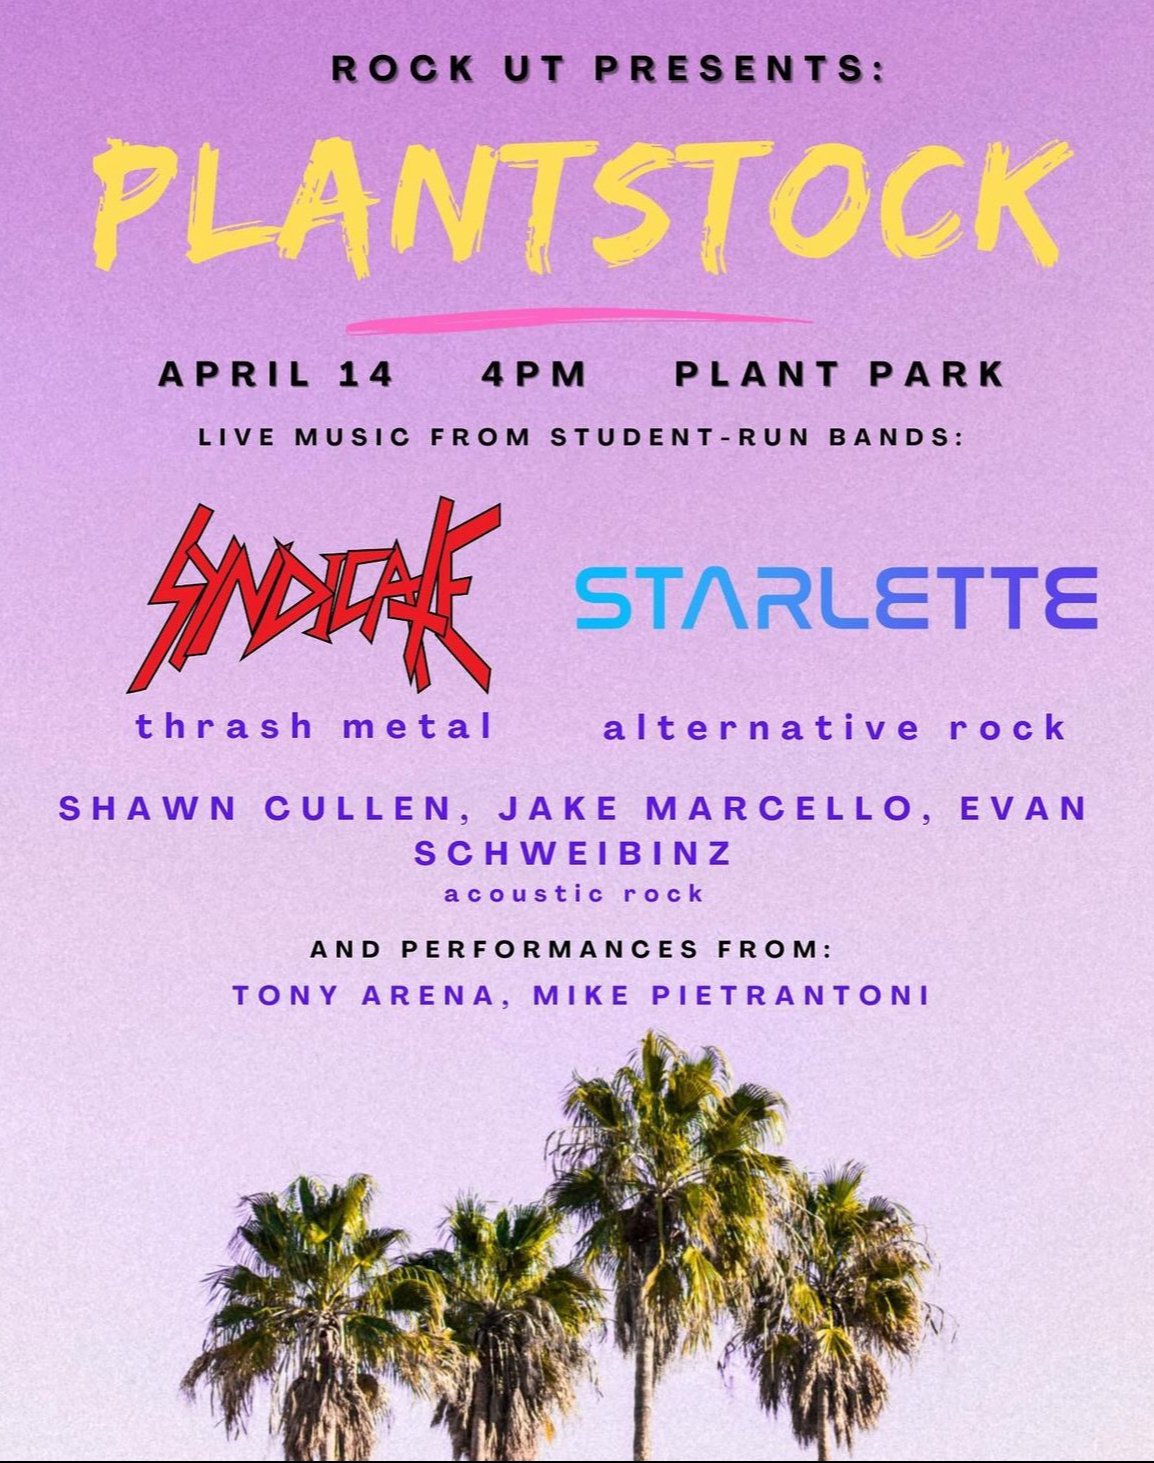 ROCK UT PRESENTS:
PLANTSTOCK
APRIL 14 4PM PLANT PARK
LIVE MUSIC FROM STUDENT-RUN BANDS:
SYNDICATE STARLETTE
thrash metal alternative rock
SHAWN CULLEN, JAKE MARCELLO, EVAN
SCHWEIBINZ
acoustic rock
AND PERFORMANCES FROM:
TONY ARENA, MIKE PIETRANTONI